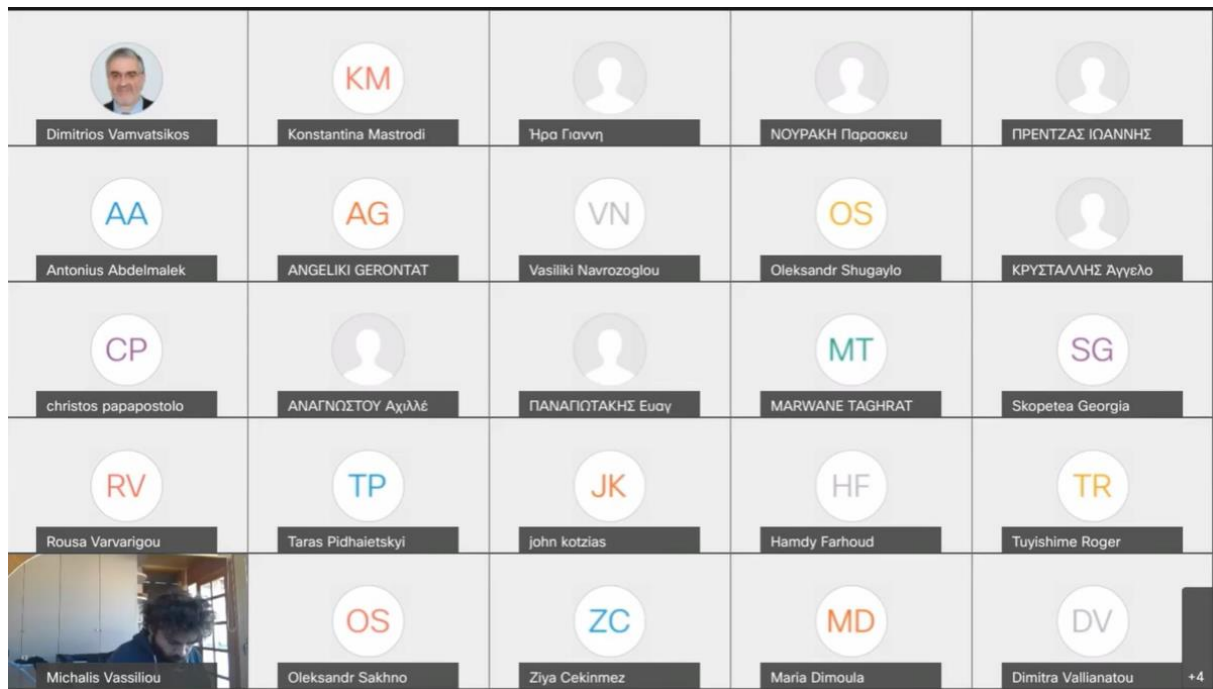 Dimitrios Vamvatsikos
KM
Konstantina Mastrodi
Ήρα Γιαννη
ΝΟΥΡΑΚΗ Παρασκευ
ΠΡΕΝΤΖΑΣ ΙΩΑΝΝΗΣ
AA
Antonius Abdelmalek
AG
ANGELIKI GERONTAT
VN
Vasiliki Navrozoglou
OS
Oleksandr Shugaylo
ΚΡΥΣΤΑΛΛΗΣ Άγγελο
CP
christos papapostolo
ΑΝΑΓΝΩΣΤΟΥ Αχιλλέ
ΠΑΝΑΓΙΩΤΑΚΗΣ Ευαγ
MT
MARWANE TAGHRAT
SG
Skopetea Georgia
RV
Rousa Varvarigou
TP
Taras Pidhaietskyi
JK
john kotzias
HF
Hamdy Farhoud
TR
Tuyishime Roger
Michalis Vassiliou
OS
Oleksandr Sakhno
ZC
Ziya Cekinmez
MD
Maria Dimoula
DV
Dimitra Vallianatou
+4